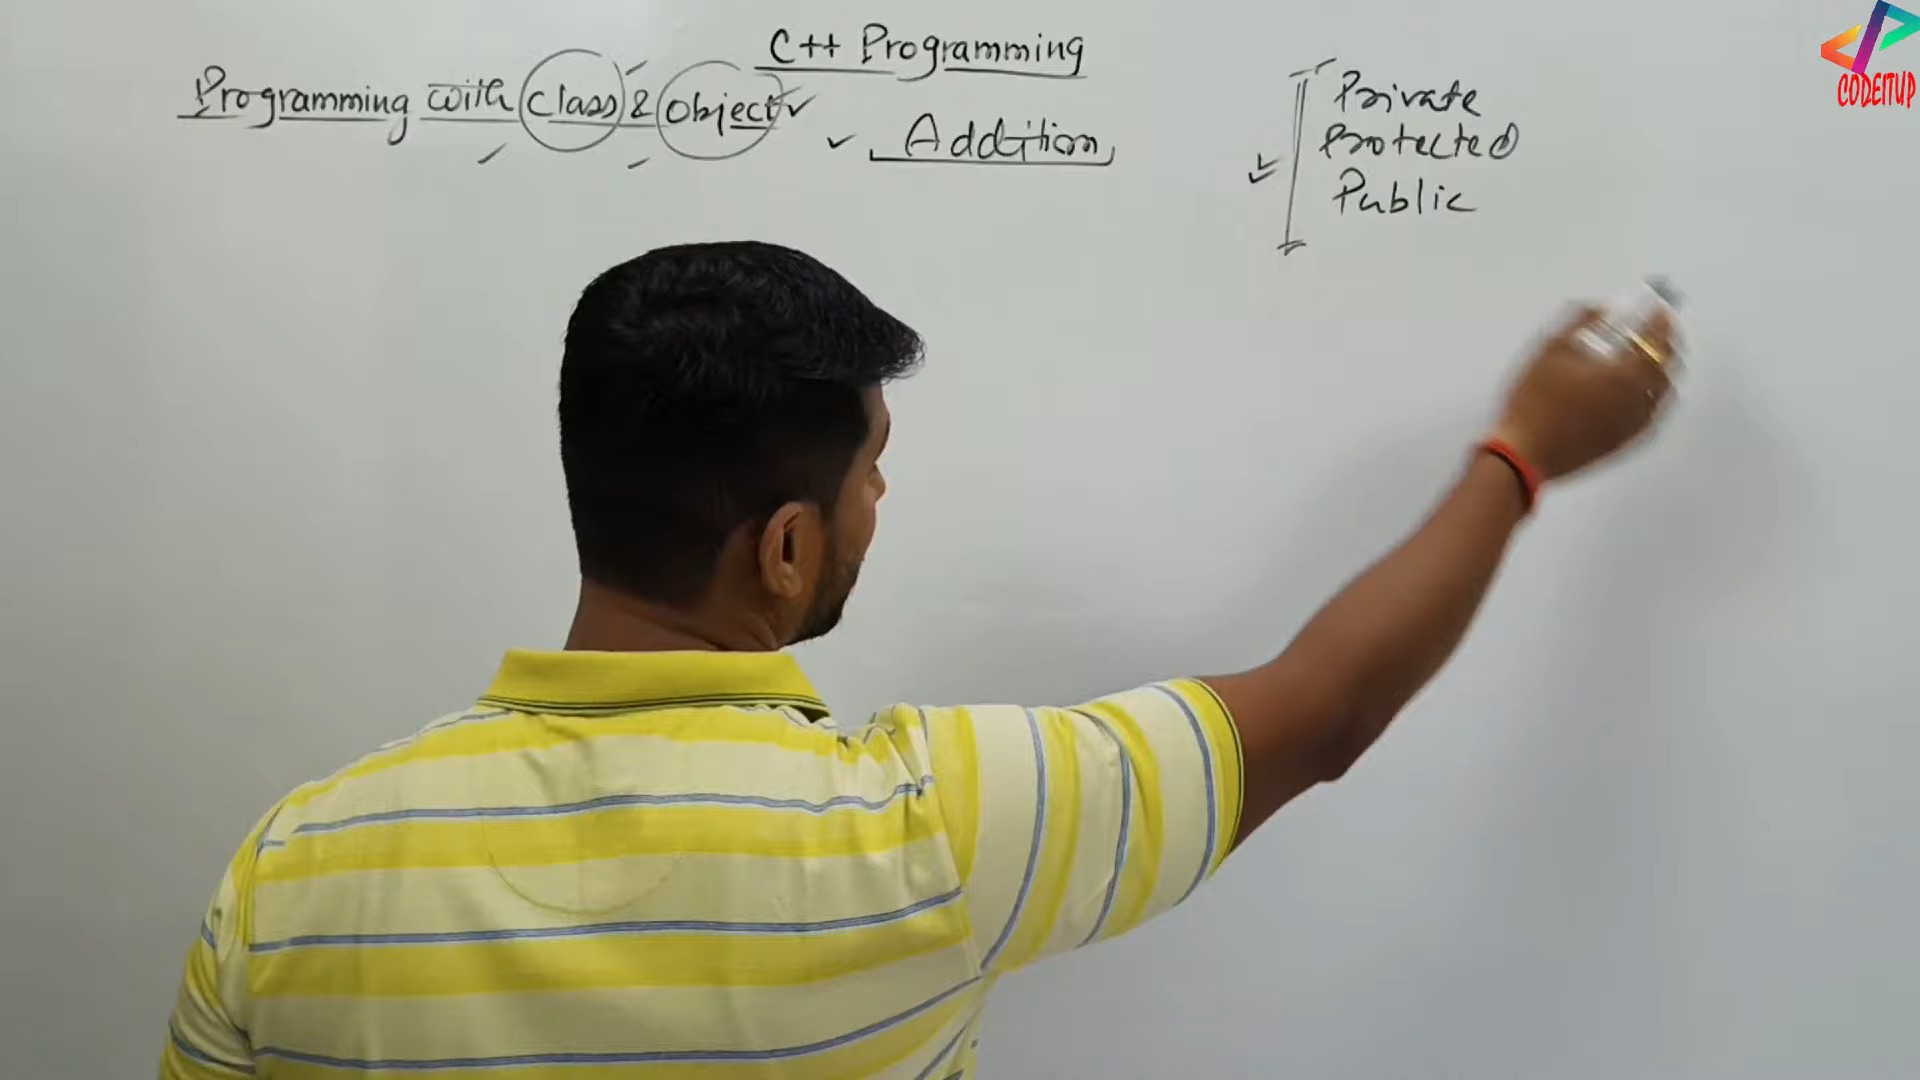 C++ Programming
Programming with Class & Object
Addition
Private
Protected
Public
CODEITUP